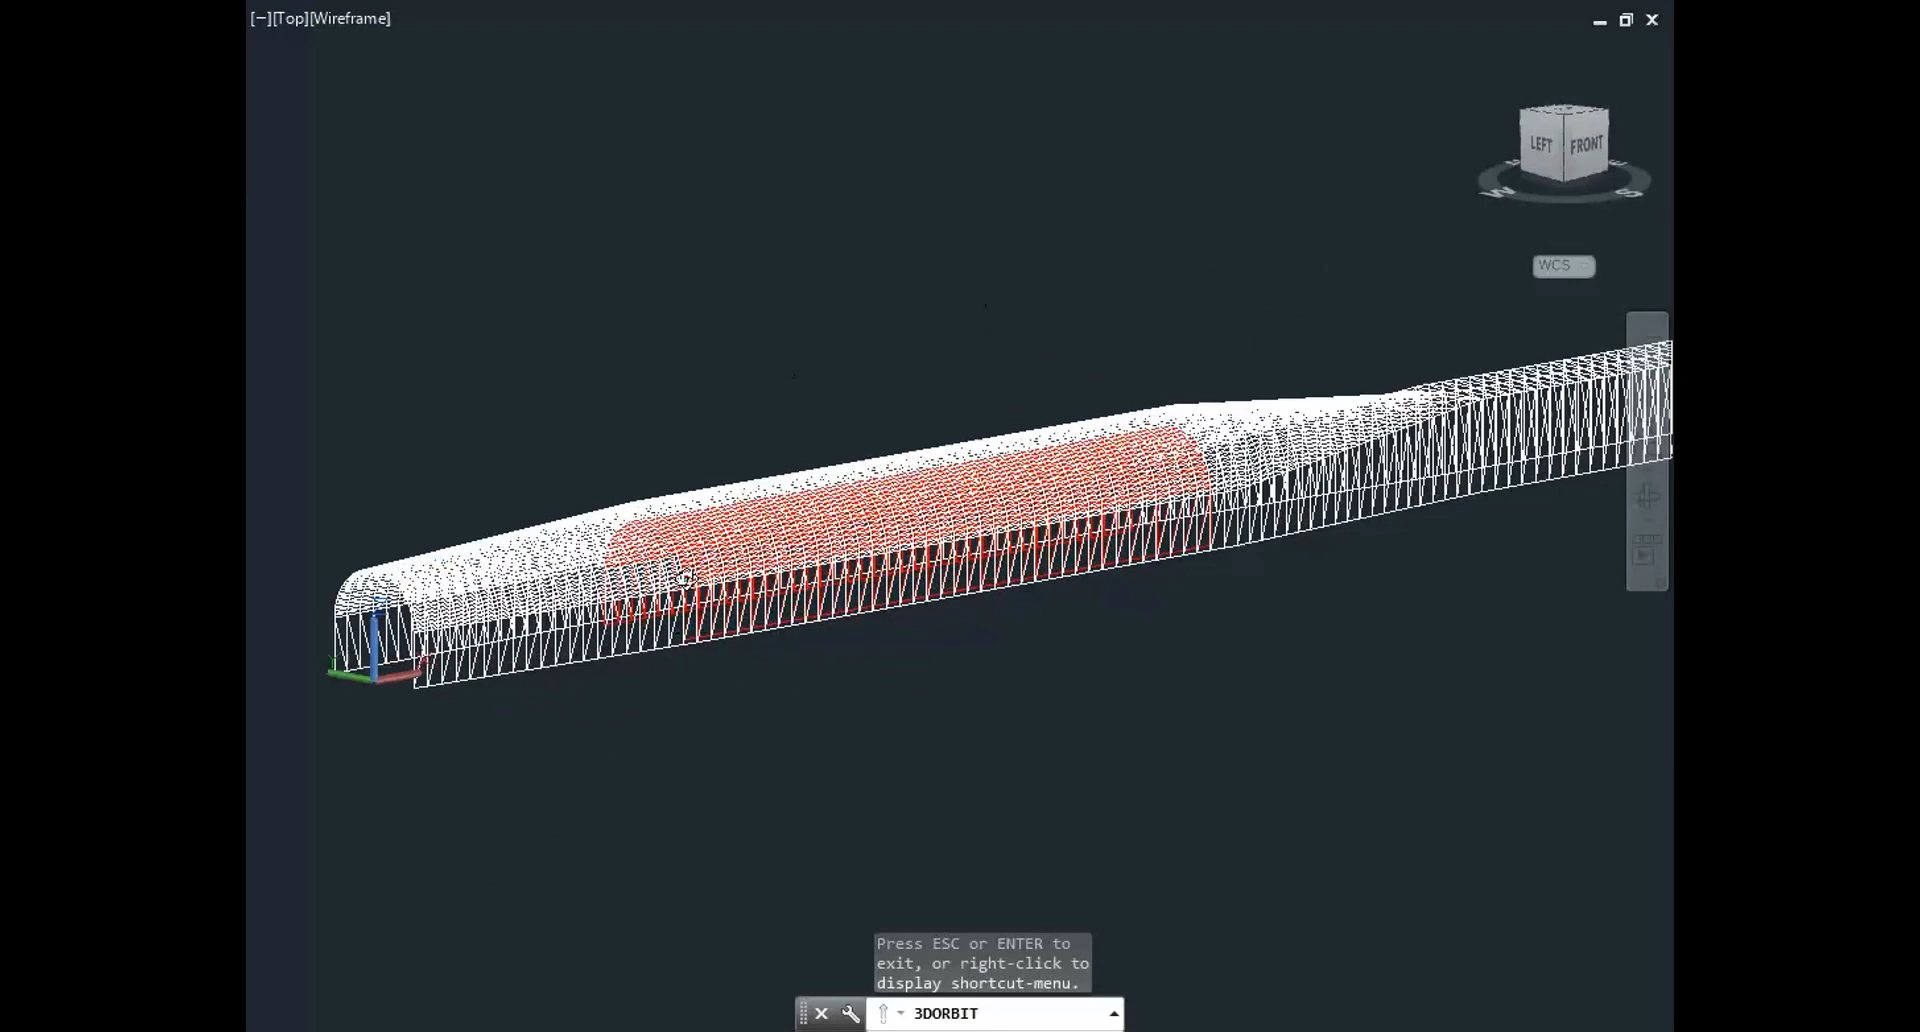 [−][Top][Wireframe]
LEFT
FRONT
W
S
WCS
Press ESC or ENTER to
exit, or right-click to
display shortcut-menu.
3DORBIT